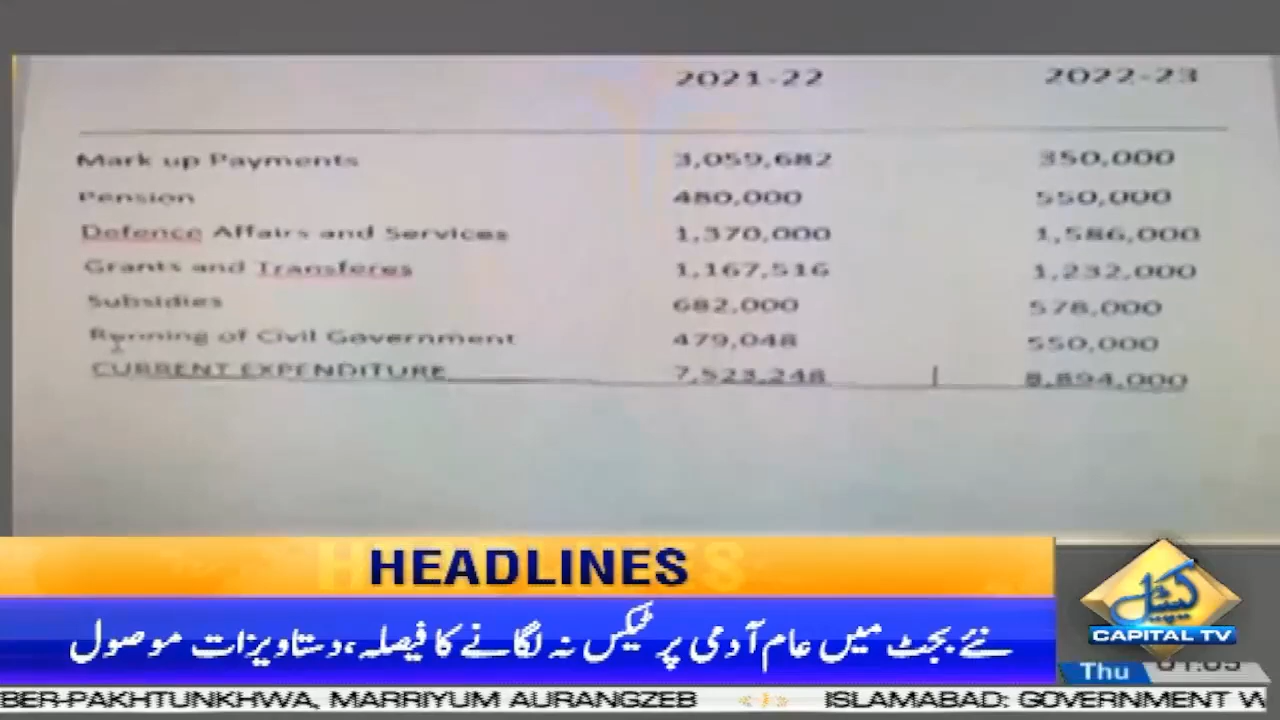 2021-22 2022-23
Mark up Payments 3,059,682 350,000
Pension 480,000 550,000
Defence Affairs and Services 1,370,000 1,586,000
Grants and Transferes 1,167,516 1,232,000
Subsidies 682,000 578,000
Running of Civil Government 479,048 550,000
CURRENT EXPENDITURE 7,523,248 8,894,000
HEADLINES
نئے بجٹ میں عام آدمی پر ٹیکس نہ لگانے کا فیصلہ، دستاویزات موصول
کیپیٹل
CAPITAL TV
Thu 01:05
BER-PAKHTUNKHWA, MARRIYUM AURANGZEB ISLAMABAD: GOVERNMENT W